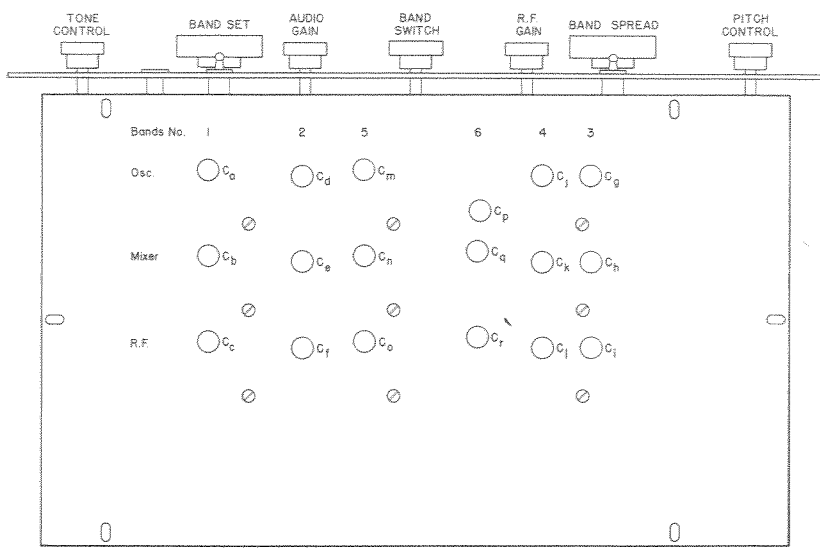 TONE CONTROL
BAND SET
AUDIO GAIN
BAND SWITCH
R.F. GAIN
BAND SPREAD
PITCH CONTROL
Bands No. 1 2 5 6 4 3
Osc. Ca Cd Cm Cj Cg
Cp
Mixer Cb Ce Cn Cq Ck Ch
R.F. Cc Cf Co Cr Cl Ci